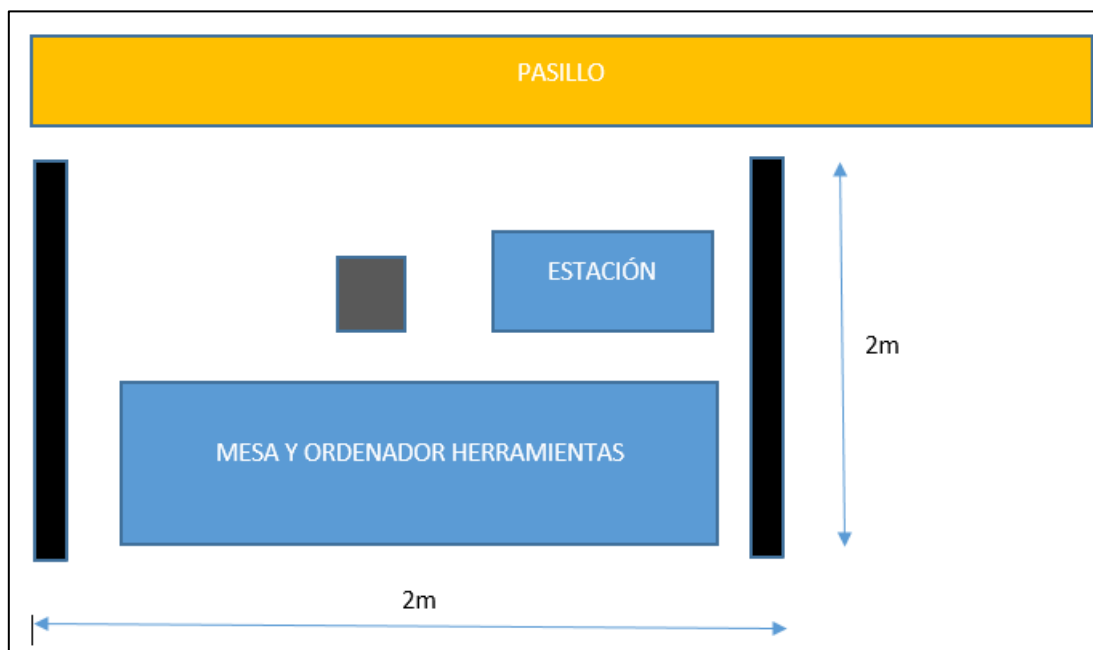 PASILLO
ESTACIÓN
2m
MESA Y ORDENADOR HERRAMIENTAS
2m